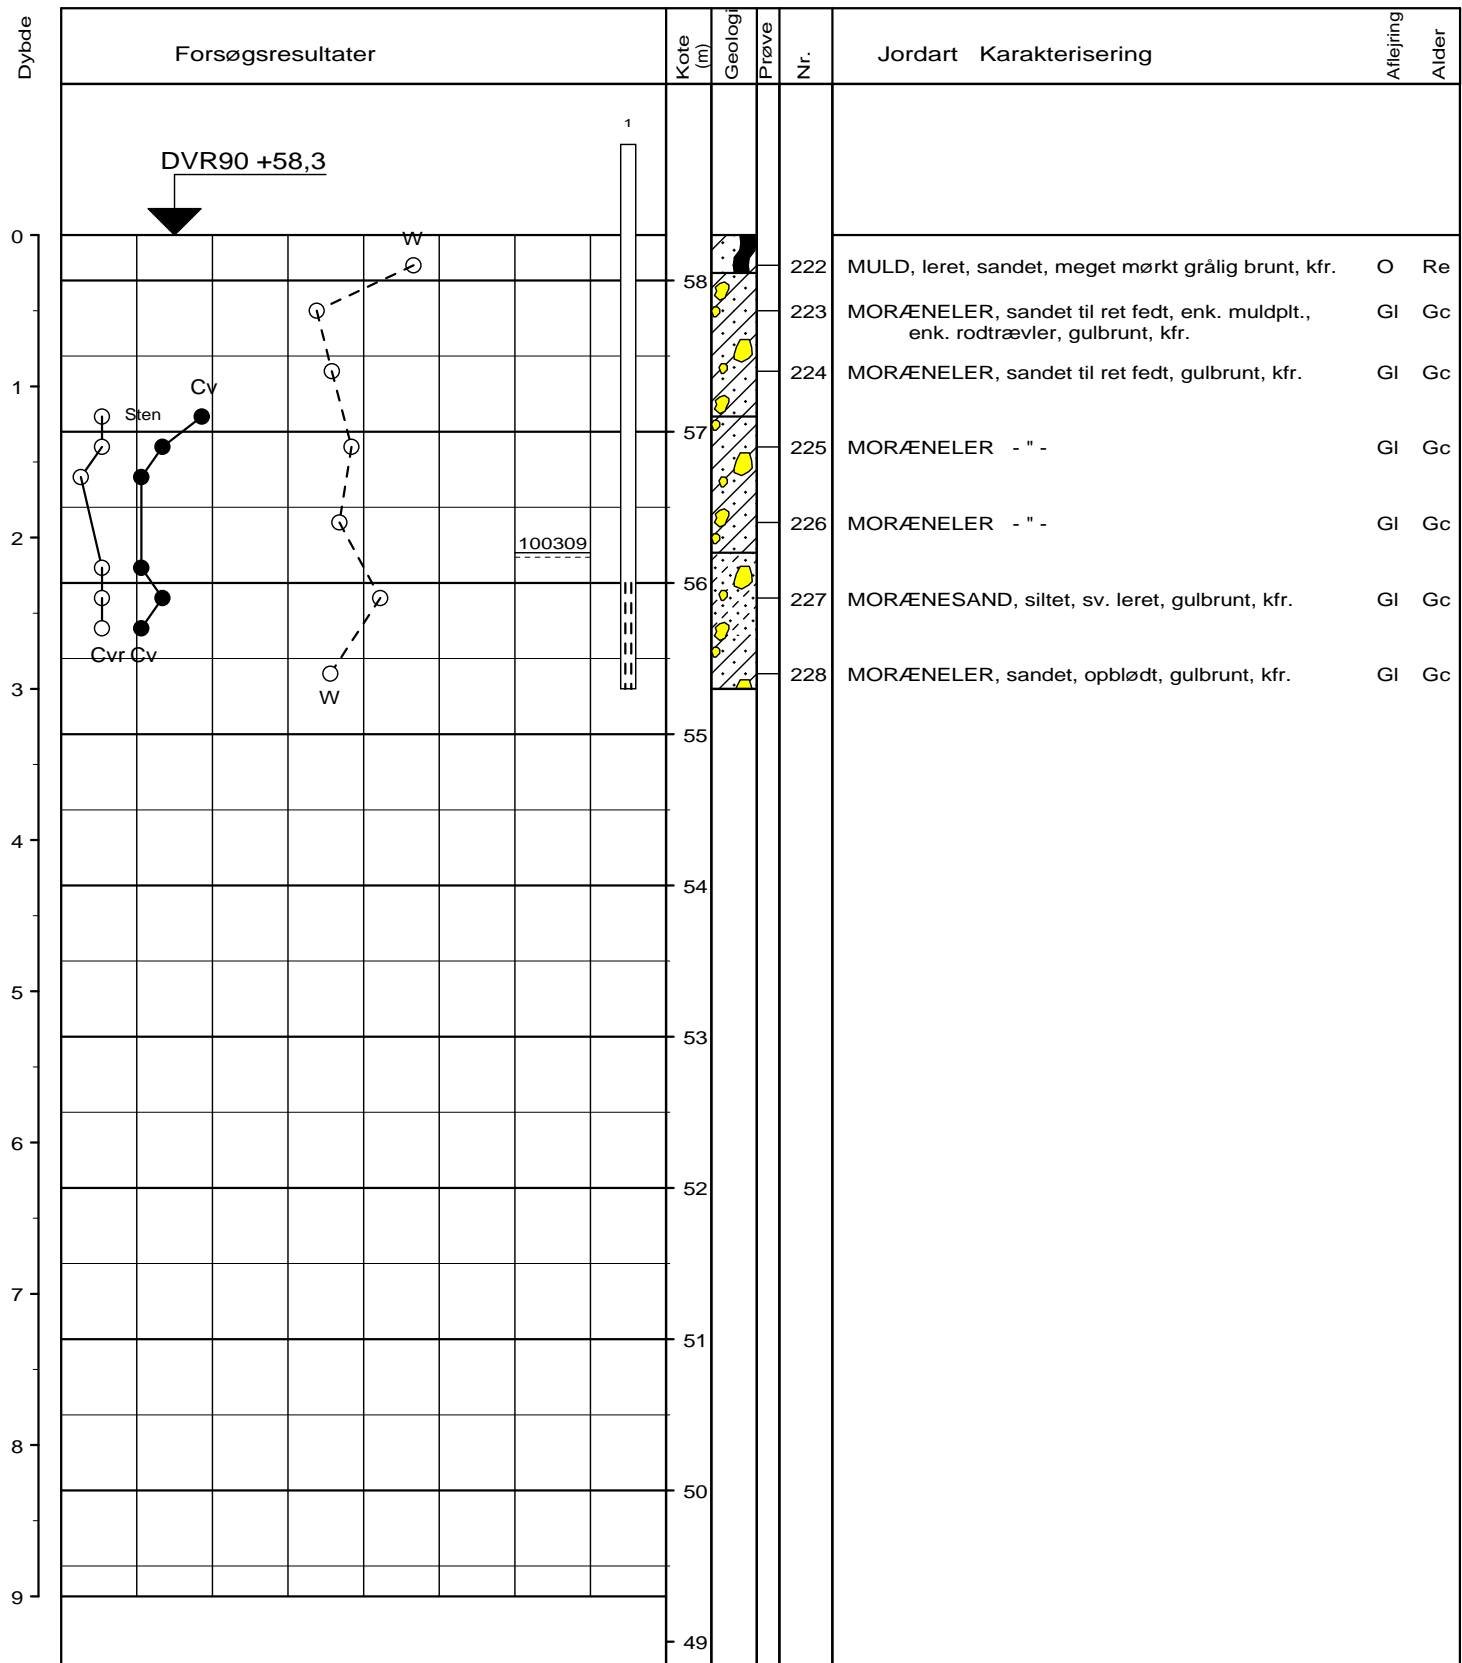 Dybde
Forsøgsresultater
Kote
(m)
Geologi
Prøve
Nr.
Jordart Karakterisering
Aflejring
Alder
1
DVR90 +58,3
0
W
58
222 MULD, leret, sandet, meget mørkt grålig brunt, kfr. O Re
223 MORÆNELER, sandet til ret fedt, enk. muldplt., Gl Gc
enk. rodtrævler, gulbrunt, kfr.
224 MORÆNELER, sandet til ret fedt, gulbrunt, kfr. Gl Gc
1
Cv
Sten
57
225 MORÆNELER - " - Gl Gc
226 MORÆNELER - " - Gl Gc
2
100309
56
227 MORÆNESAND, siltet, sv. leret, gulbrunt, kfr. Gl Gc
Cvr Cv
228 MORÆNELER, sandet, opblødt, gulbrunt, kfr. Gl Gc
3
W
55
4
54
5
53
6
52
7
51
8
50
9
49